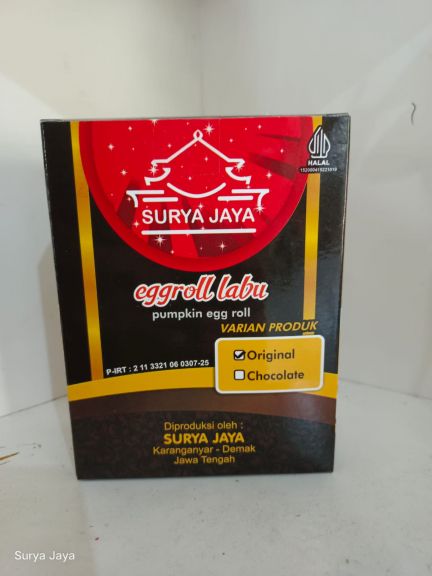 HALAL
SURYA JAYA
eggroll labu
pumpkin egg roll
VARIAN PRODUK
Original
Chocolate
P-IRT : 2 11 3321 06 0307-25
Diproduksi oleh :
SURYA JAYA
Karanganyar - Demak
Jawa Tengah
Surya Jaya